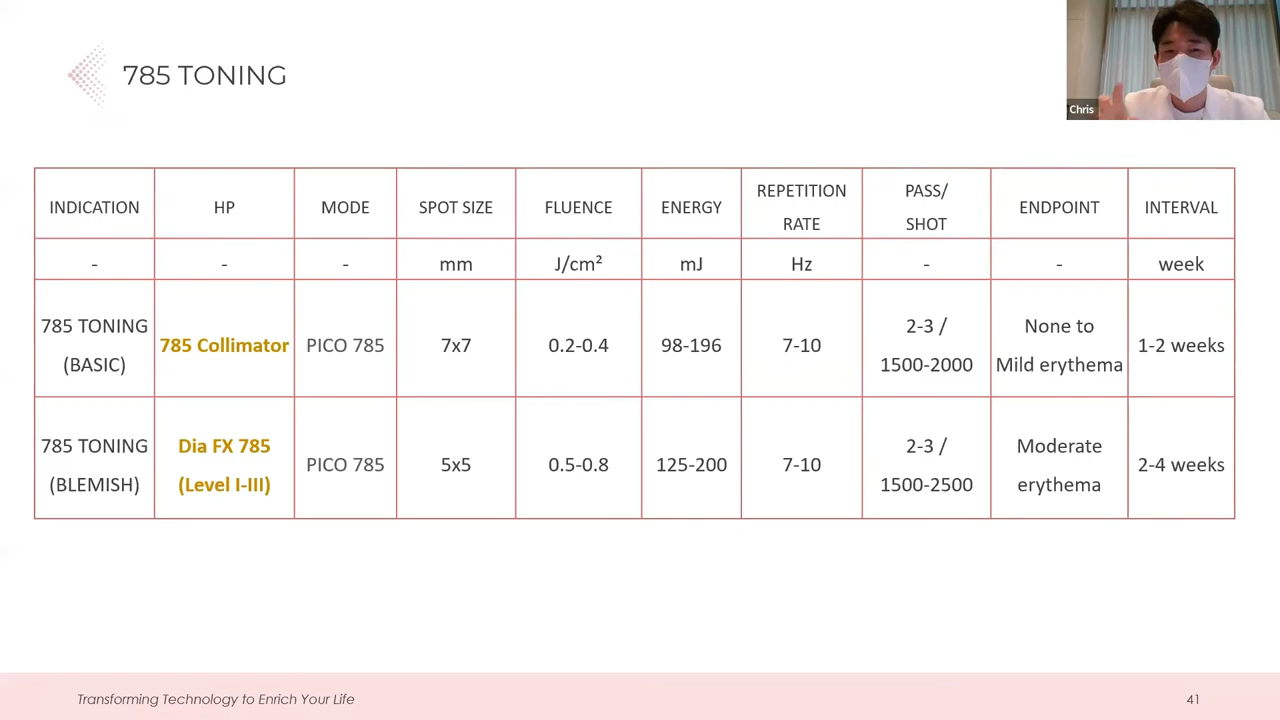 785 TONING
Chris
INDICATION HP MODE SPOT SIZE FLUENCE ENERGY REPETITION RATE PASS/ SHOT ENDPOINT INTERVAL
- - - mm J/cm² mJ Hz - - week
785 TONING (BASIC) 785 Collimator PICO 785 7x7 0.2-0.4 98-196 7-10 2-3 / 1500-2000 None to Mild erythema 1-2 weeks
785 TONING (BLEMISH) Dia FX 785 (Level I-III) PICO 785 5x5 0.5-0.8 125-200 7-10 2-3 / 1500-2500 Moderate erythema 2-4 weeks
Transforming Technology to Enrich Your Life
41